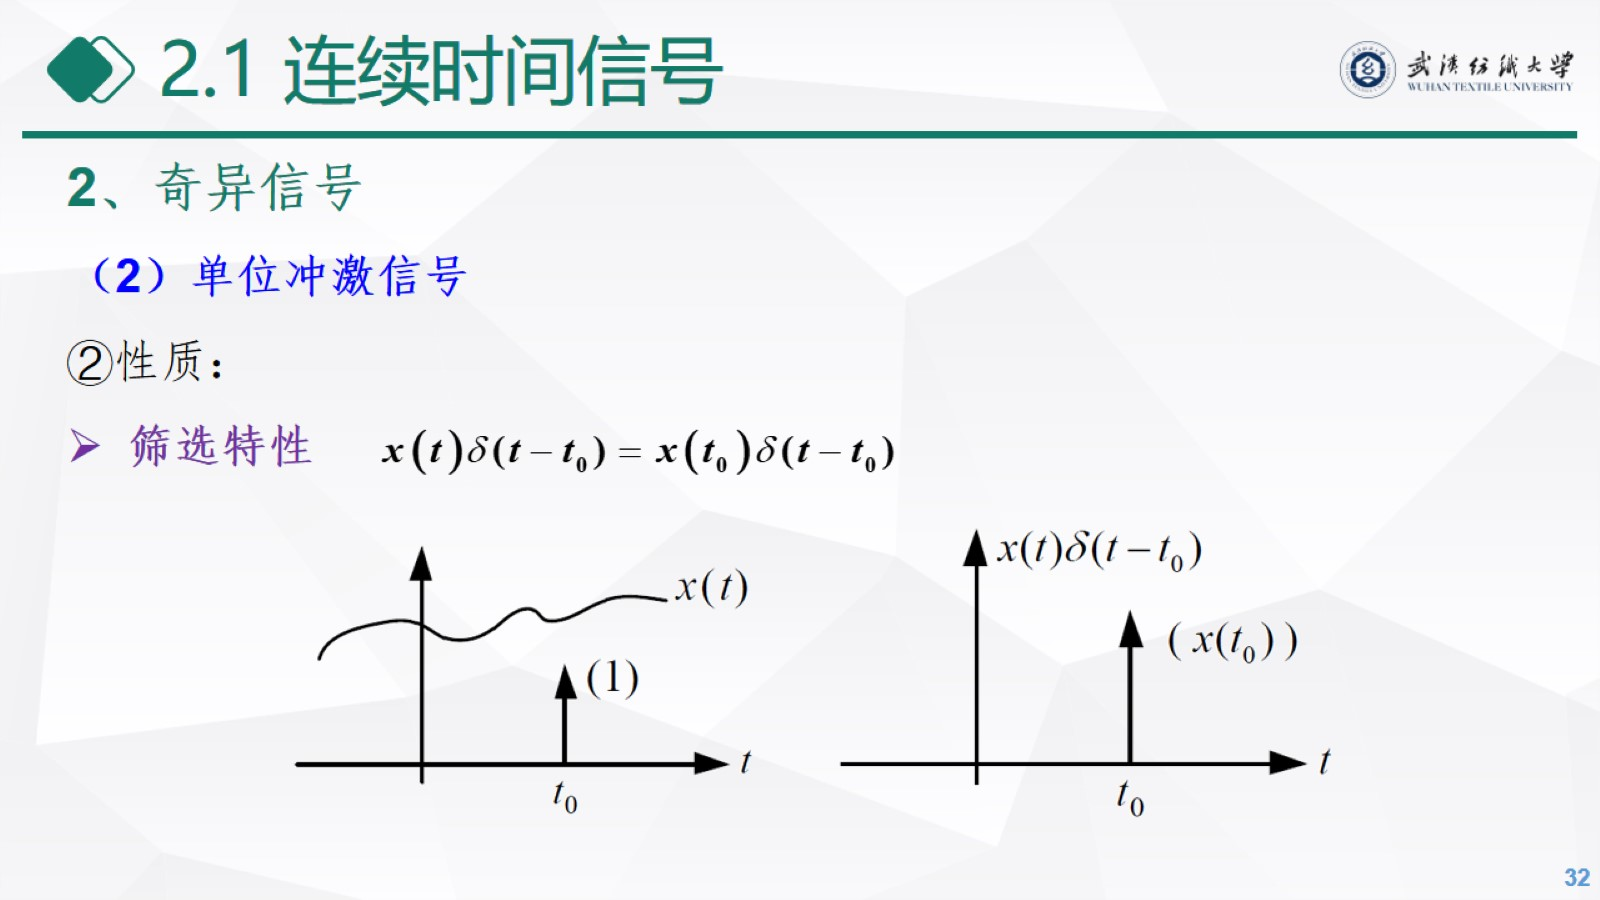 2.1 连续时间信号
武汉纺织大学
WUHAN TEXTILE UNIVERSITY
2、奇异信号
（2）单位冲激信号
②性质：
➢ 筛选特性 x(t)δ(t－t₀) = x(t₀)δ(t－t₀)
x(t)
(1)
t
t₀
x(t)δ(t－t₀)
( x(t₀) )
t
t₀
32